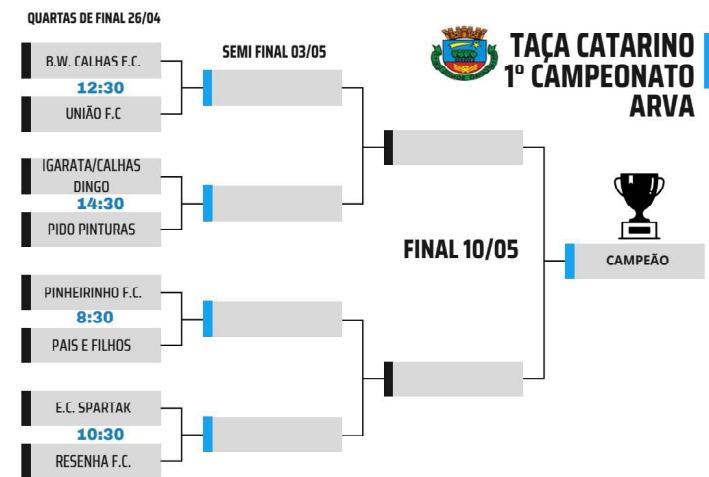 QUARTAS DE FINAL 26/04
B.W. CALHAS F.C.
12:30
UNIÃO F.C
IGARATA/CALHAS
DINGO
14:30
PIDO PINTURAS
PINHEIRINHO F.C.
8:30
PAIS E FILHOS
E.C. SPARTAK
10:30
RESENHA F.C.
SEMI FINAL 03/05
FINAL 10/05
TAÇA CATARINO
1º CAMPEONATO
ARVA
CAMPEÃO